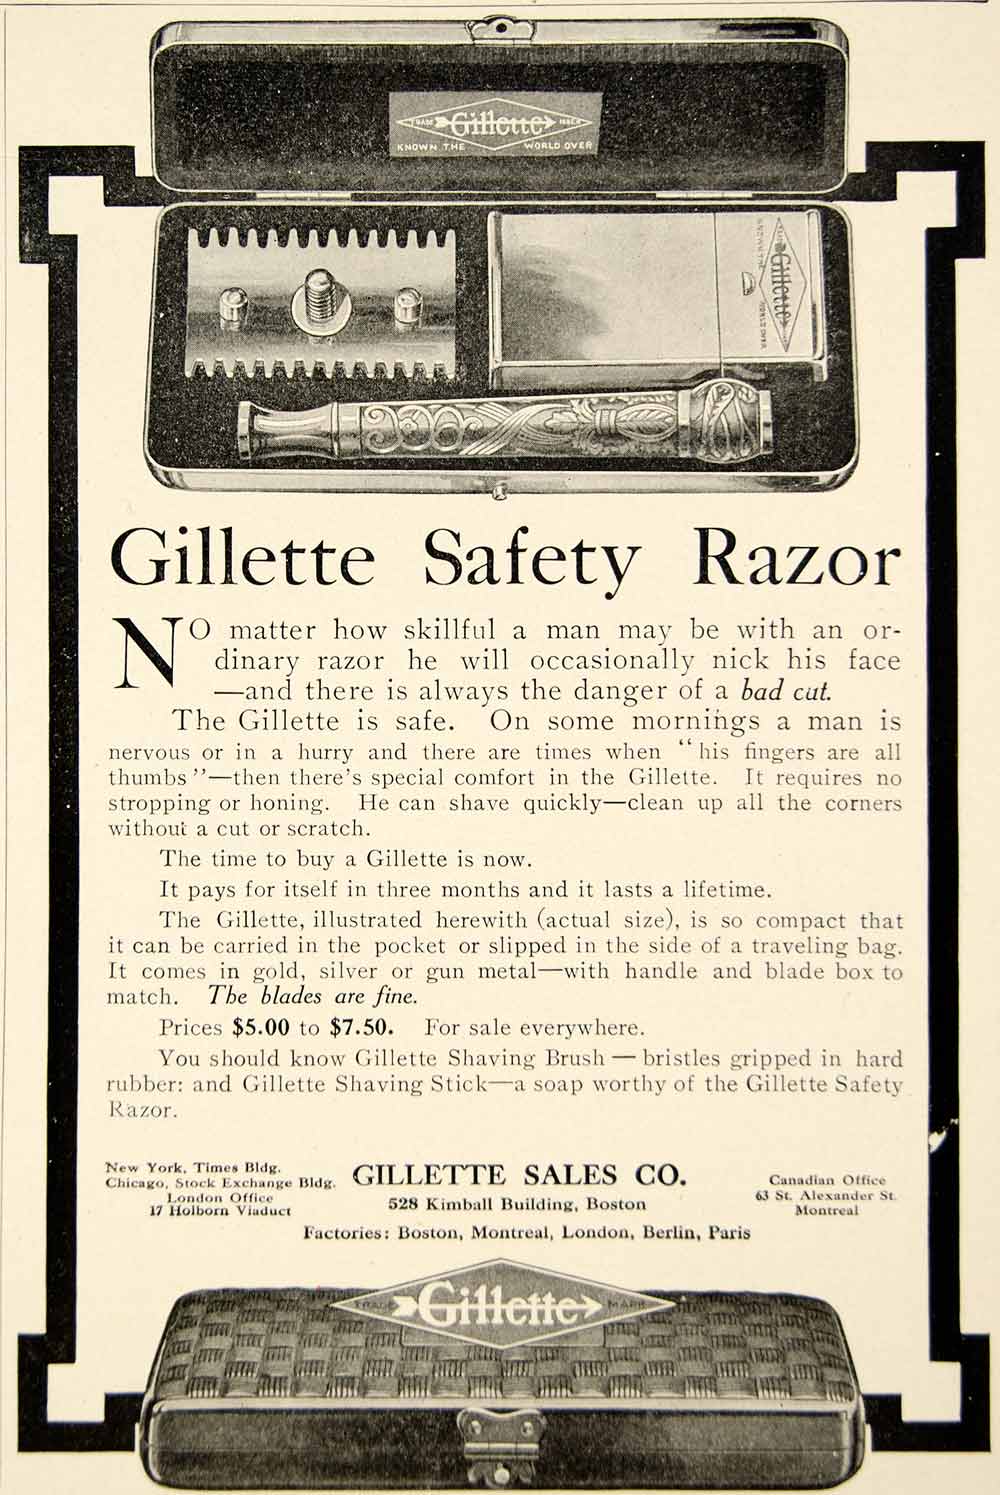 TRADE Gillette MARK
KNOWN THE WORLD OVER
Gillette
KNOWN THE WORLD OVER
Gillette Safety Razor
NO matter how skillful a man may be with an or-
dinary razor he will occasionally nick his face
—and there is always the danger of a bad cut.
The Gillette is safe. On some mornings a man is
nervous or in a hurry and there are times when "his fingers are all
thumbs"—then there's special comfort in the Gillette. It requires no
stropping or honing. He can shave quickly—clean up all the corners
without a cut or scratch.
The time to buy a Gillette is now.
It pays for itself in three months and it lasts a lifetime.
The Gillette, illustrated herewith (actual size), is so compact that
it can be carried in the pocket or slipped in the side of a traveling bag.
It comes in gold, silver or gun metal—with handle and blade box to
match. The blades are fine.
Prices $5.00 to $7.50. For sale everywhere.
You should know Gillette Shaving Brush — bristles gripped in hard
rubber: and Gillette Shaving Stick—a soap worthy of the Gillette Safety
Razor.
New York, Times Bldg.
Chicago, Stock Exchange Bldg.
London Office
17 Holborn Viaduct
GILLETTE SALES CO.
528 Kimball Building, Boston
Canadian Office
63 St. Alexander St.
Montreal
Factories: Boston, Montreal, London, Berlin, Paris
TRADE Gillette MARK